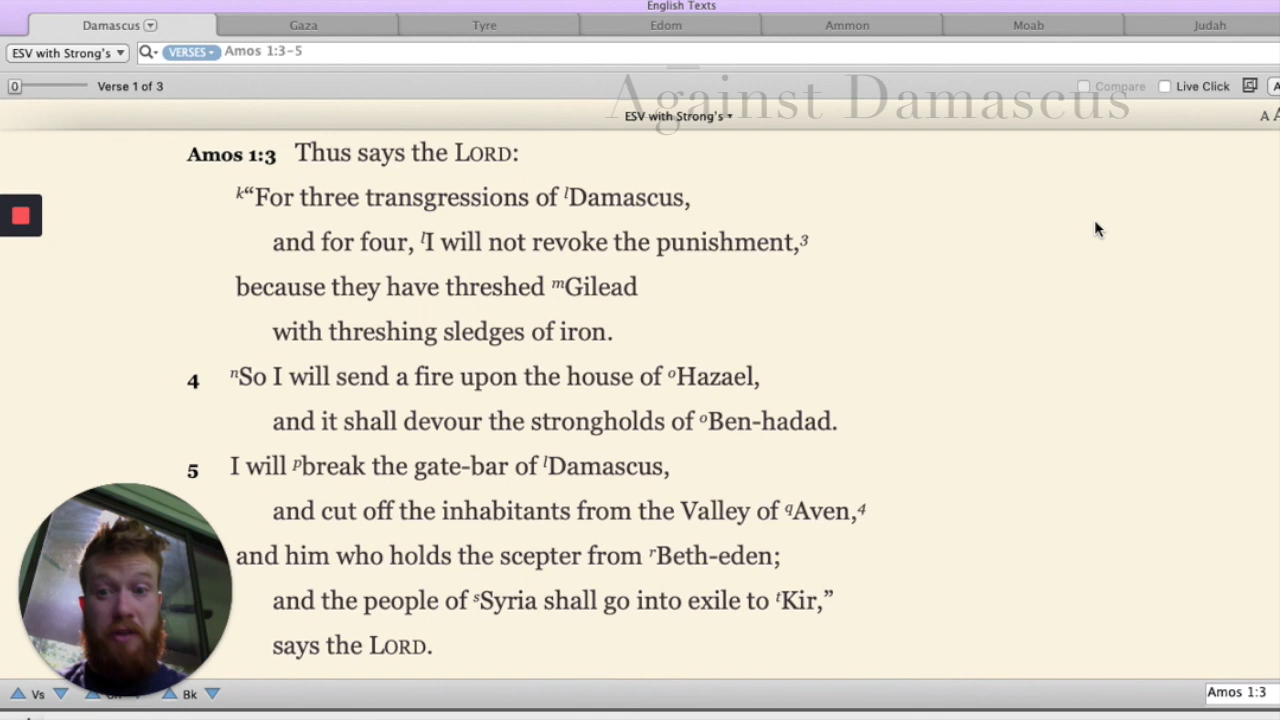 English Texts
Damascus Gaza Tyre Edom Ammon Moab Judah
ESV with Strong's VERSES Amos 1:3-5
0 Verse 1 of 3 Compare Live Click A
Against Damascus
ESV with Strong's A A
Amos 1:3 Thus says the LORD:
k“For three transgressions of lDamascus,
and for four, lI will not revoke the punishment,3
because they have threshed mGilead
with threshing sledges of iron.
4 nSo I will send a fire upon the house of oHazael,
and it shall devour the strongholds of oBen-hadad.
5 I will pbreak the gate-bar of lDamascus,
and cut off the inhabitants from the Valley of qAven,4
and him who holds the scepter from rBeth-eden;
and the people of sSyria shall go into exile to tKir,”
says the LORD.
Vs Bk Amos 1:3